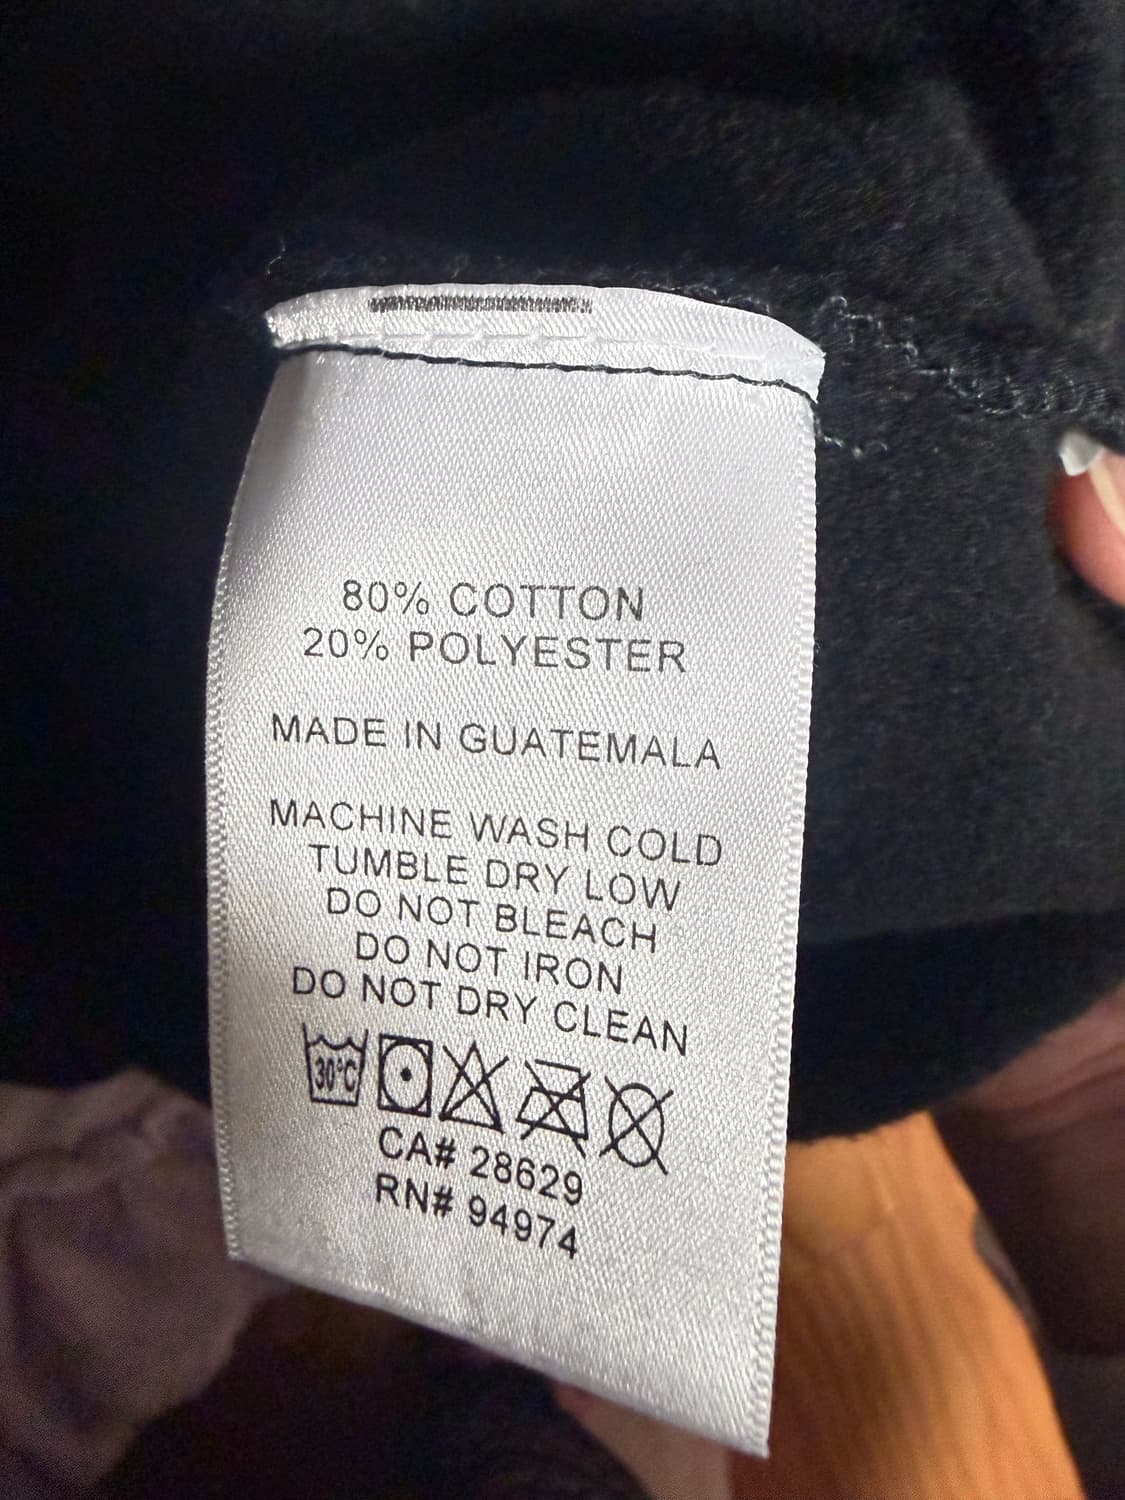 80% COTTON
20% POLYESTER
MADE IN GUATEMALA
MACHINE WASH COLD
TUMBLE DRY LOW
DO NOT BLEACH
DO NOT IRON
DO NOT DRY CLEAN
30°C
CA# 28629
RN# 94974